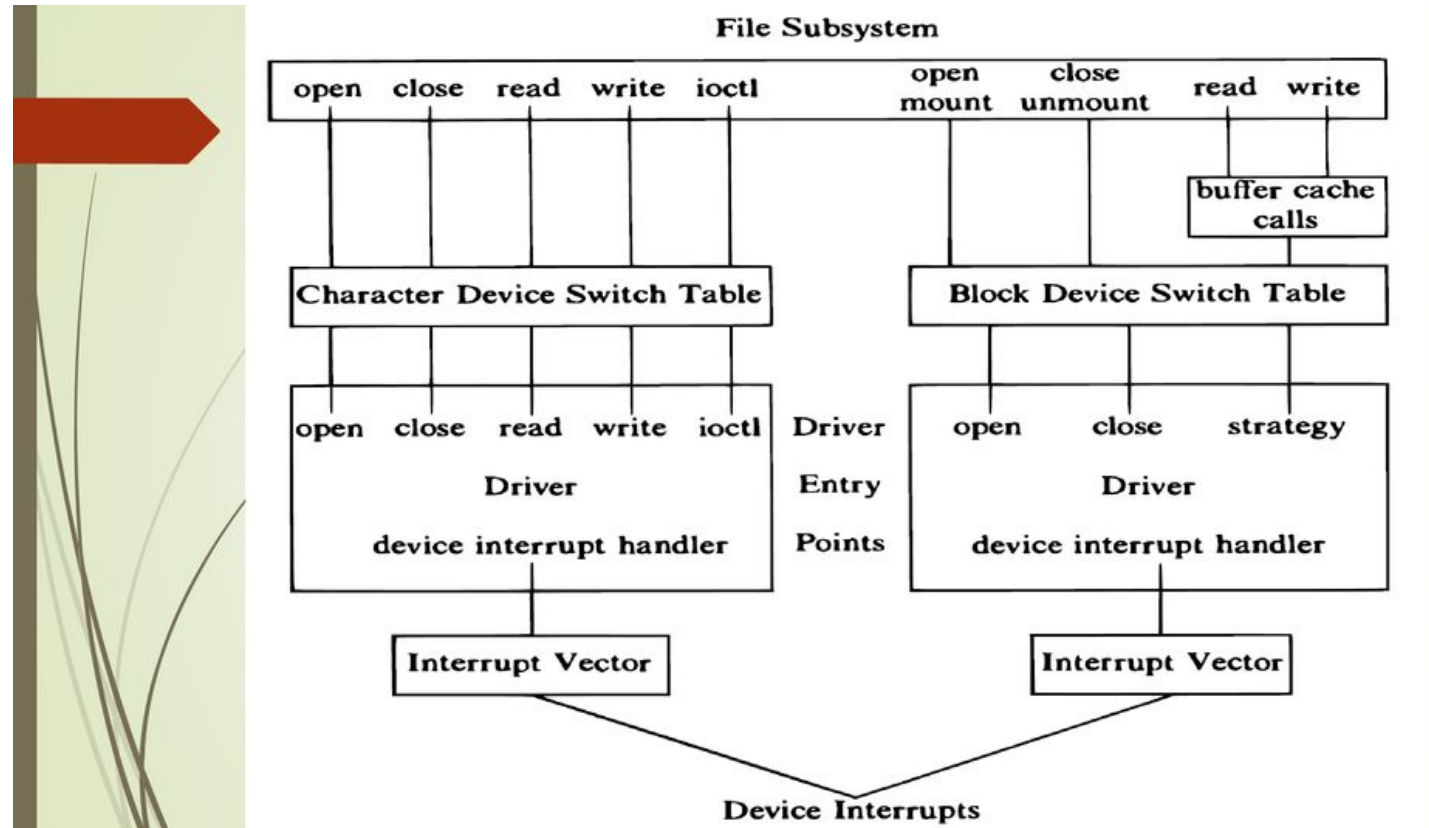 File Subsystem
open close read write ioctl open mount close unmount read write
buffer cache
calls
Character Device Switch Table Block Device Switch Table
open close read write ioctl Driver open close strategy
Driver Entry Driver
device interrupt handler Points device interrupt handler
Interrupt Vector Interrupt Vector
Device Interrupts